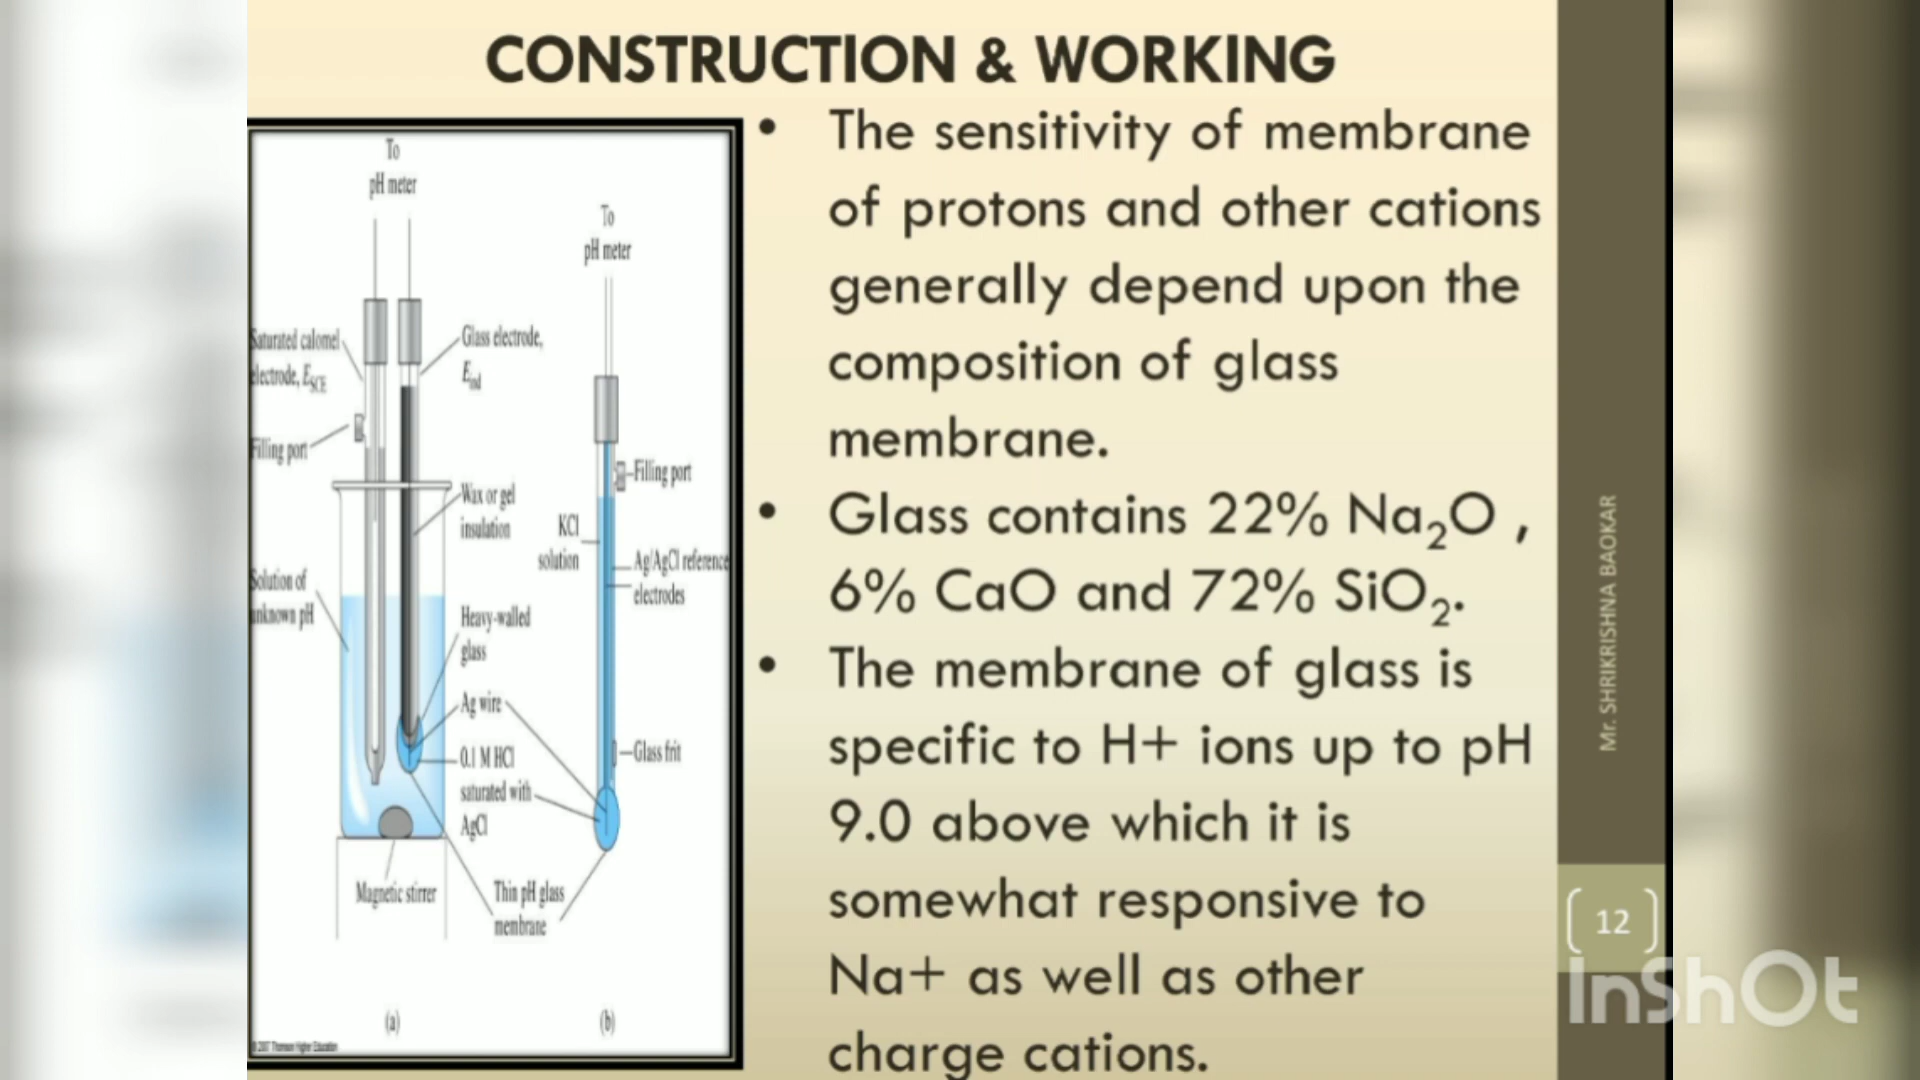 CONSTRUCTION & WORKING
To
pH meter
To
pH meter
Saturated calomel
electrode, E_SCE
Glass electrode,
E_ind
Filling port
Filling port
Wax or gel
insulation
KCl
solution
Ag/AgCl reference
electrodes
Solution of
unknown pH
Heavy-walled
glass
Ag wire
Glass frit
0.1 M HCl
saturated with
AgCl
Magnetic stirrer
Thin pH glass
membrane
(a)
(b)
© 2007 Thomson Higher Education
• The sensitivity of membrane
of protons and other cations
generally depend upon the
composition of glass
membrane.
• Glass contains 22% Na₂O ,
6% CaO and 72% SiO₂.
• The membrane of glass is
specific to H+ ions up to pH
9.0 above which it is
somewhat responsive to
Na+ as well as other
charge cations.
Mr. SHRIKRISHNA BAOKAR
12
InShOt